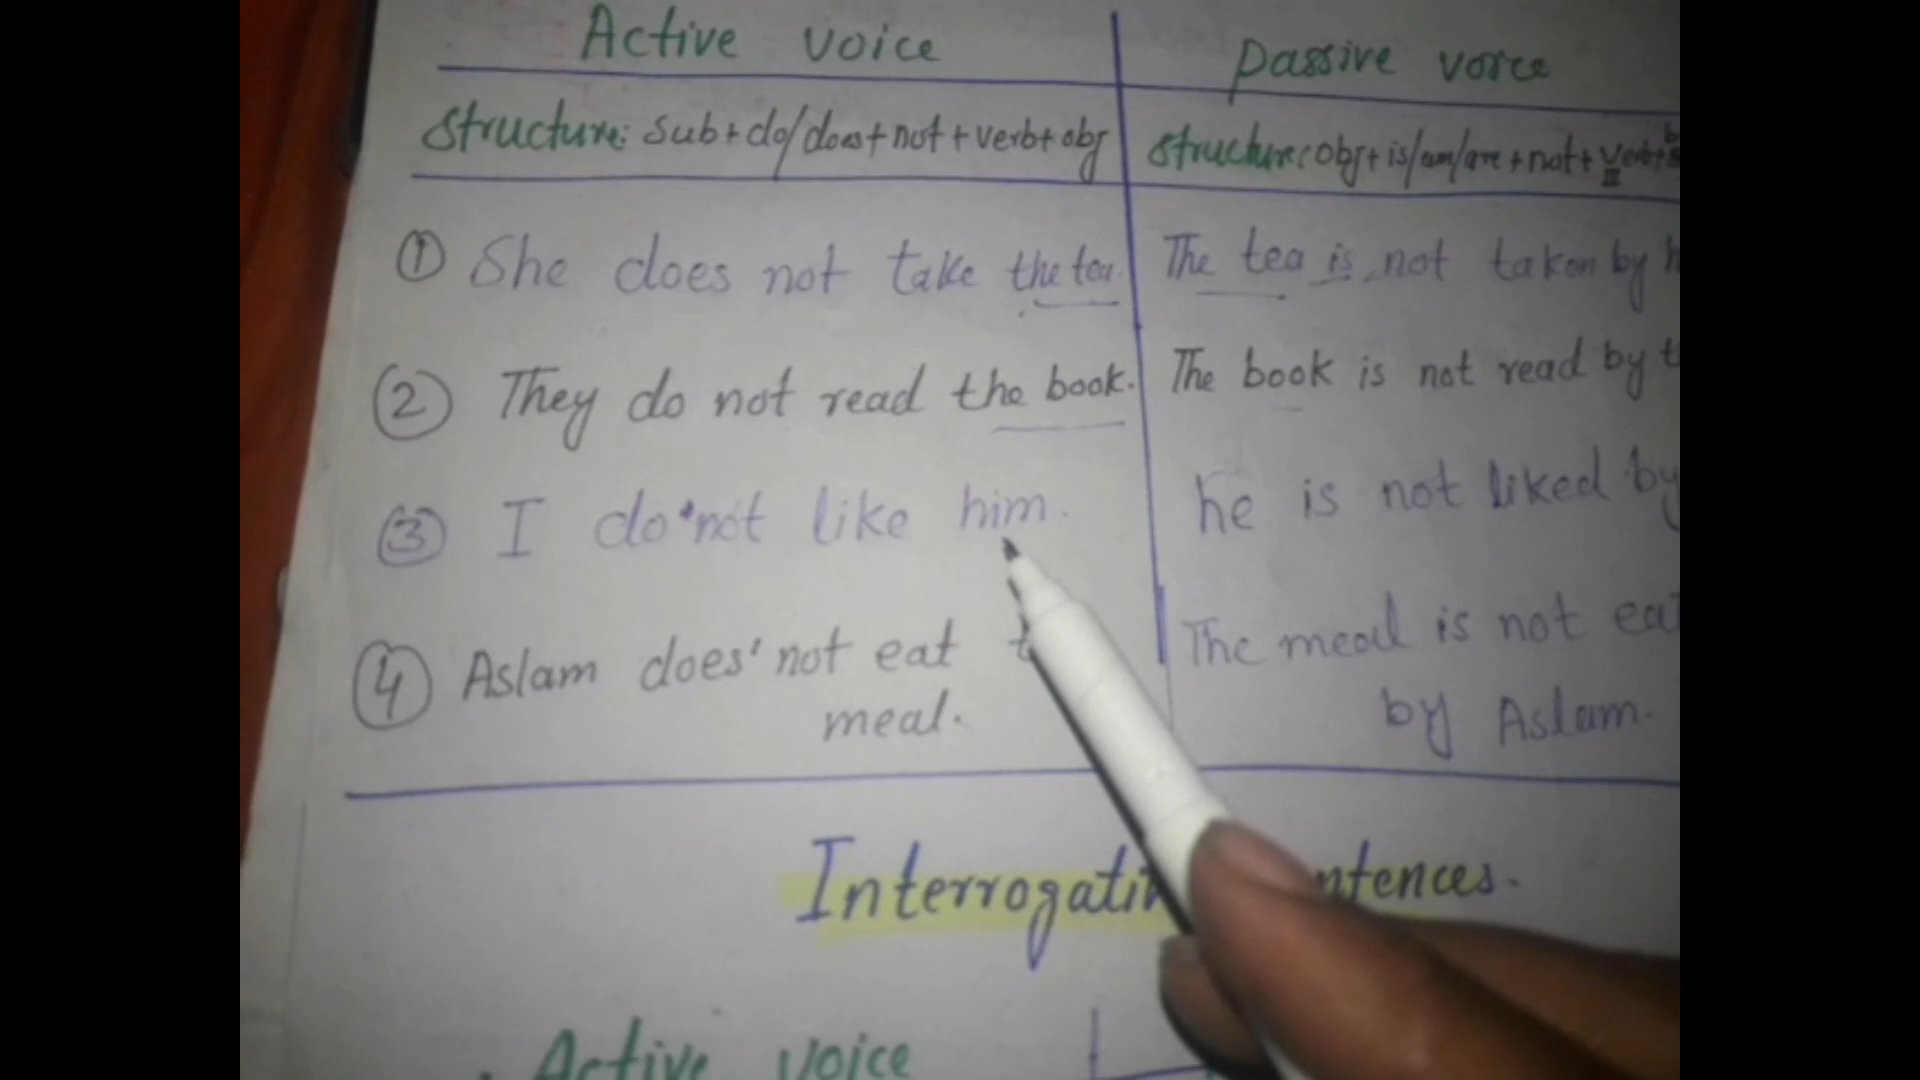 Active voice
Passive voice
Structure: Sub+do/does+not+verb+obj
Structure: obj+is/am/are+not+verb+
① She does not take the tea.
The tea is not taken by
② They do not read the book.
The book is not read by
③ I do not like him.
he is not liked by
④ Aslam does not eat
meal.
The meal is not
by Aslam.
Interrogati ntences.
Active voice